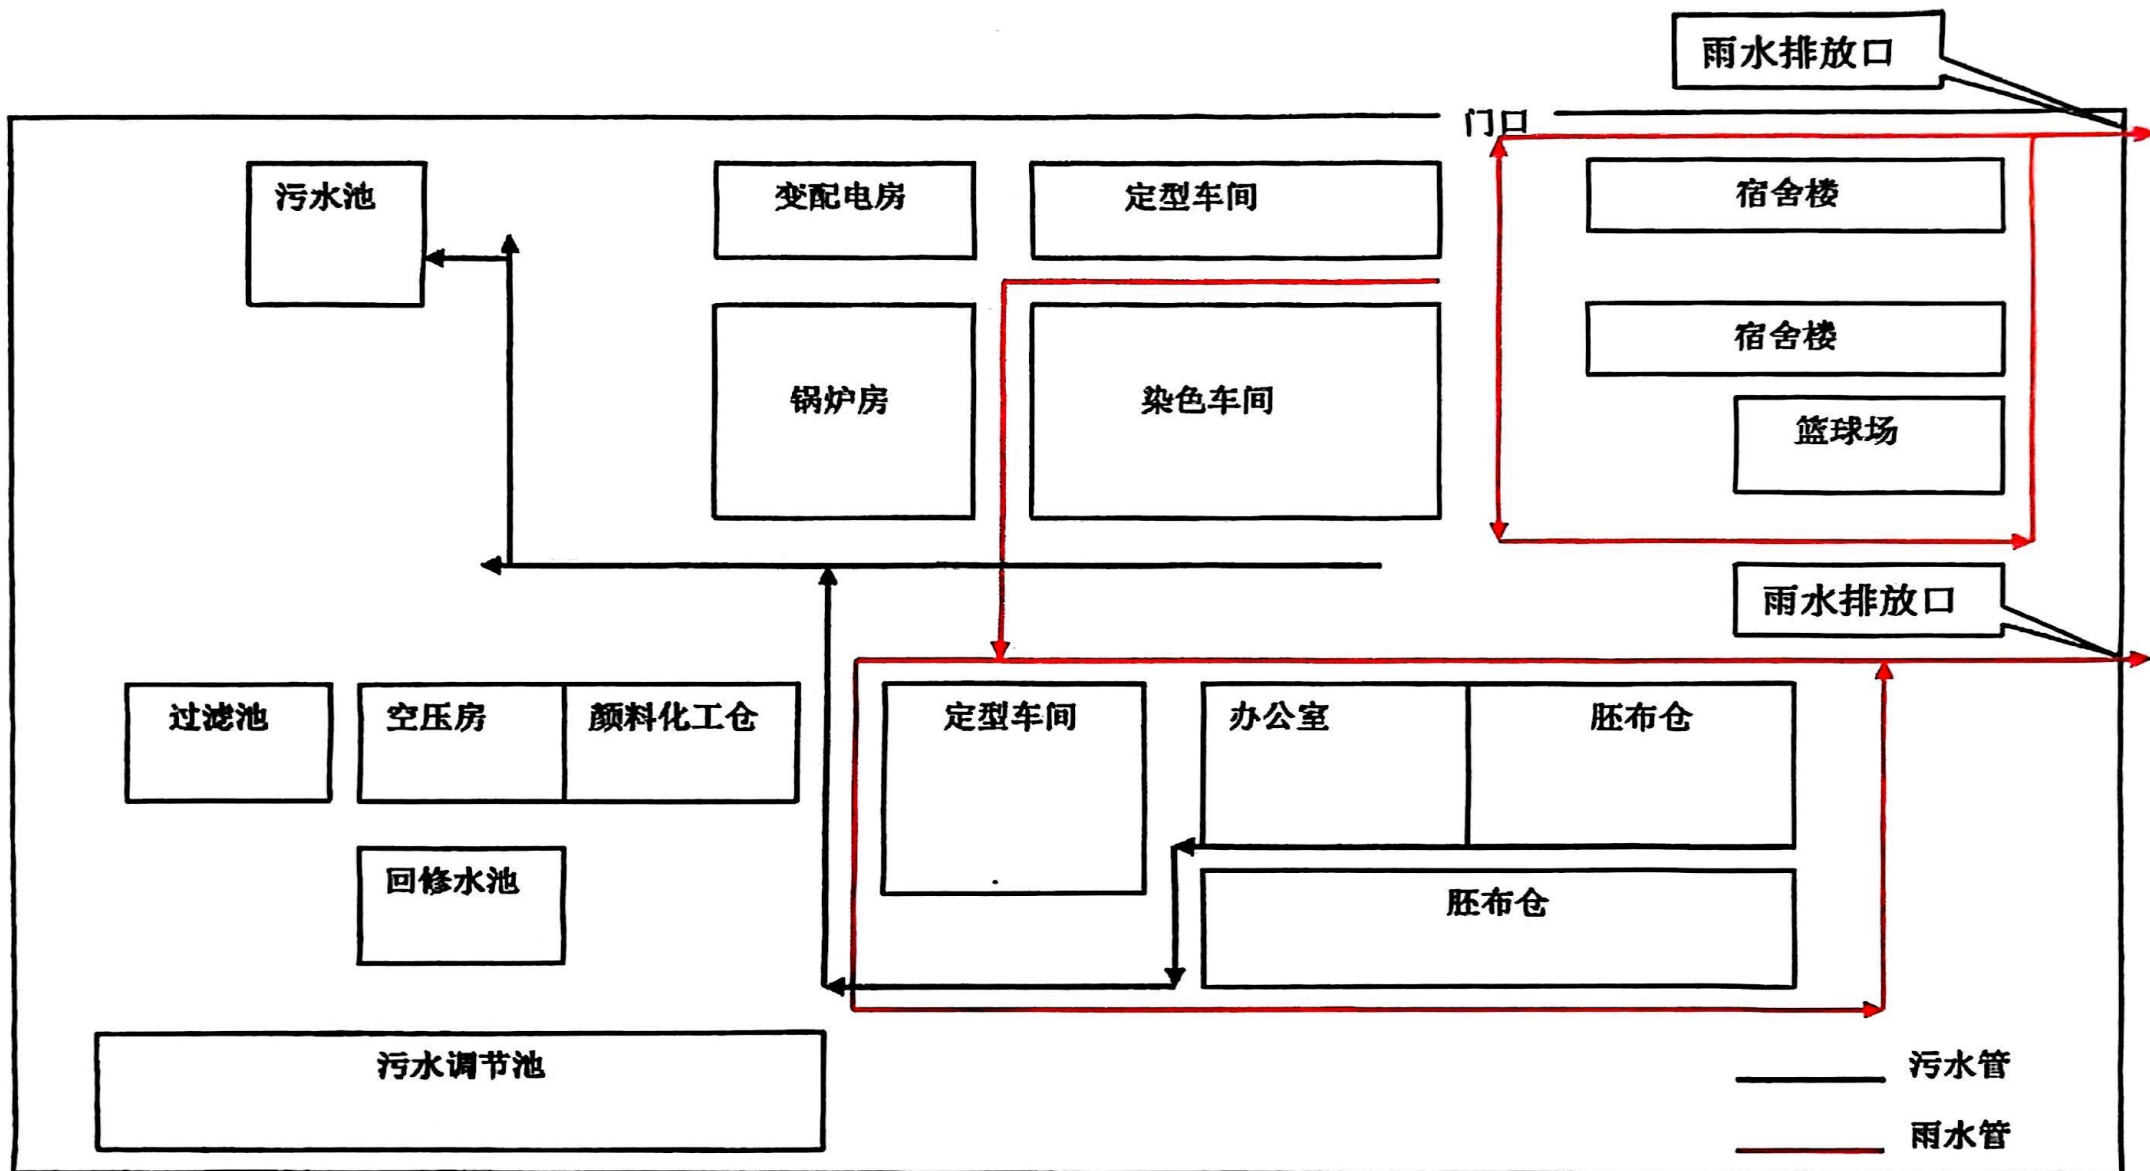 雨水排放口
门口
污水池
变配电房
定型车间
宿舍楼
宿舍楼
锅炉房
染色车间
篮球场
雨水排放口
过滤池
空压房
颜料化工仓
定型车间
办公室
胚布仓
回修水池
胚布仓
污水调节池
污水管
雨水管